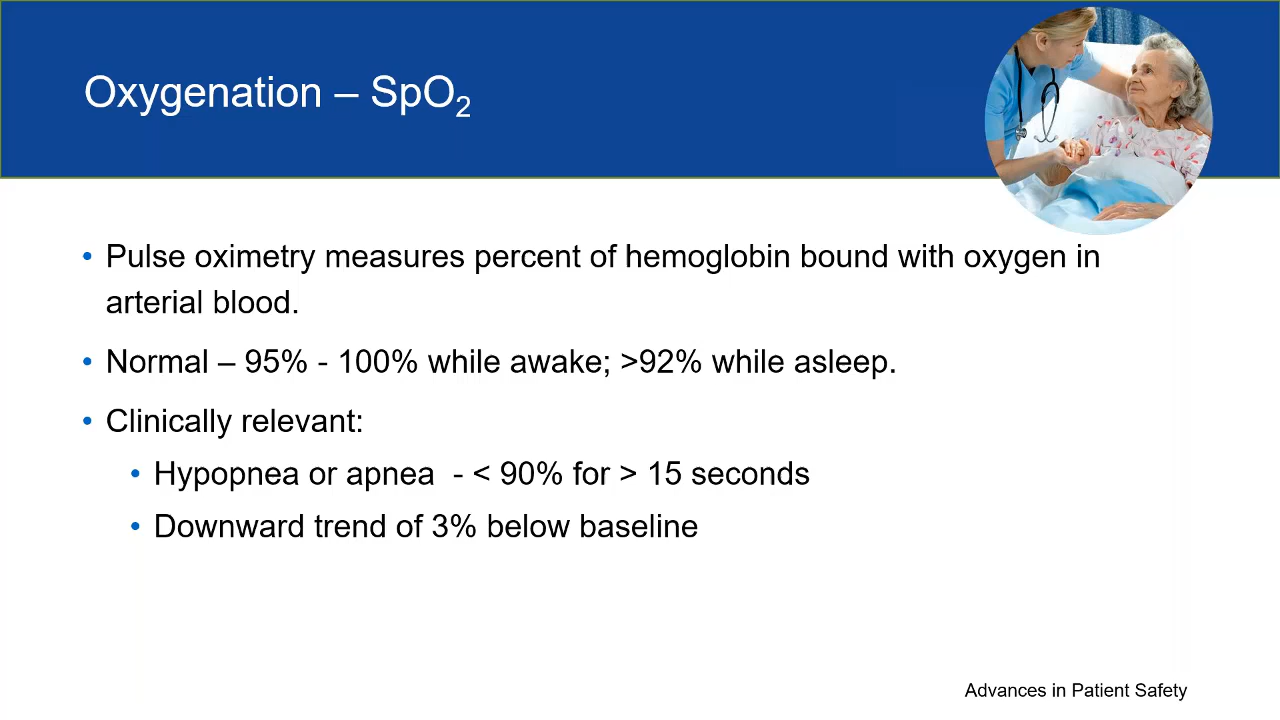 Oxygenation – SpO₂
• Pulse oximetry measures percent of hemoglobin bound with oxygen in
arterial blood.
• Normal – 95% - 100% while awake; >92% while asleep.
• Clinically relevant:
• Hypopnea or apnea - < 90% for > 15 seconds
• Downward trend of 3% below baseline
Advances in Patient Safety